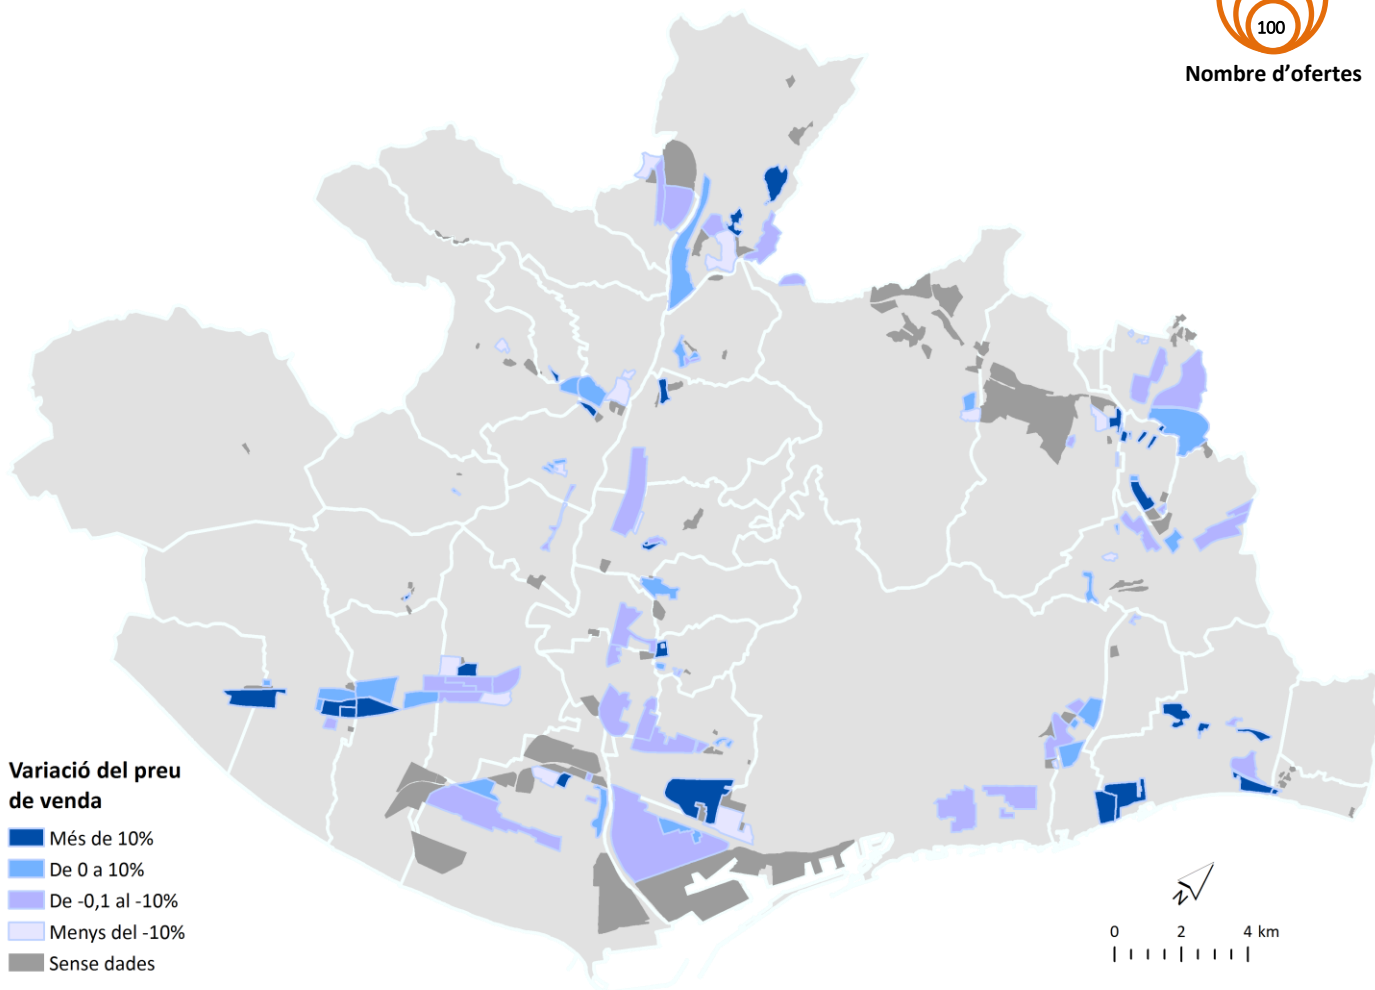 100
Nombre d’ofertes
Variació del preu
de venda
Més de 10%
De 0 a 10%
De -0,1 al -10%
Menys del -10%
Sense dades
N
0 2 4 km